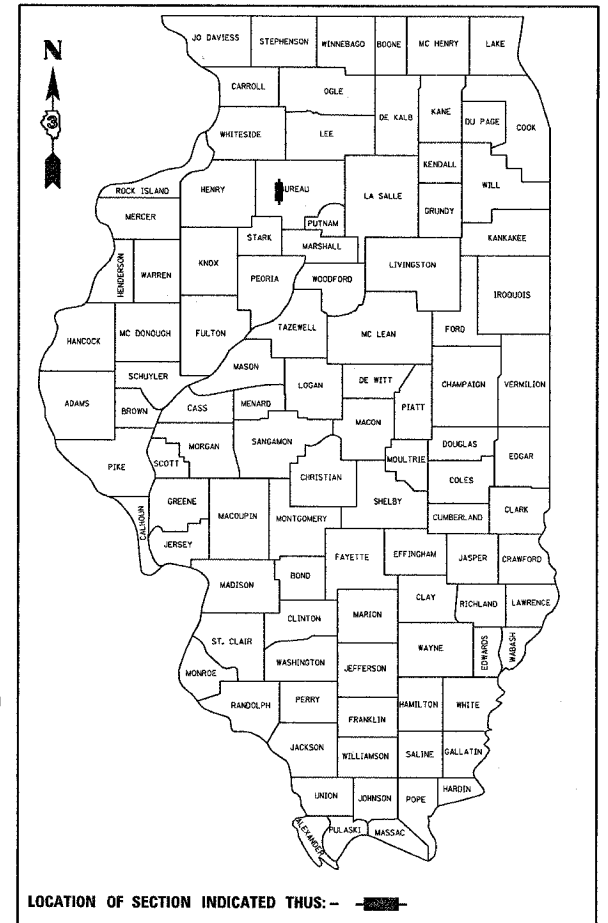 JO DAVIESS STEPHENSON WINNEBAGO BOONE MC HENRY LAKE
N
CARROLL OGLE
KANE
DE KALB DU PAGE COOK
WHITESIDE LEE
KENDALL
ROCK ISLAND HENRY BUREAU LA SALLE WILL
MERCER PUTNAM GRUNDY
STARK MARSHALL KANKAKEE
HENDERSON WARREN KNOX LIVINGSTON
PEORIA WOODFORD IROQUOIS
HANCOCK MC DONOUGH FULTON TAZEWELL MC LEAN FORD
MASON
SCHUYLER LOGAN DE WITT CHAMPAIGN VERMILION
ADAMS BROWN CASS MENARD PIATT
MACON
MORGAN SANGAMON DOUGLAS EDGAR
PIKE SCOTT MOULTRIE
CHRISTIAN COLES
GREENE SHELBY
CALHOUN MACOUPIN MONTGOMERY CUMBERLAND CLARK
JERSEY
FAYETTE EFFINGHAM JASPER CRAWFORD
MADISON BOND
CLAY RICHLAND LAWRENCE
CLINTON MARION
ST. CLAIR WAYNE EDWARDS WABASH
WASHINGTON JEFFERSON
MONROE
RANDOLPH PERRY HAMILTON WHITE
FRANKLIN
JACKSON WILLIAMSON SALINE GALLATIN
UNION JOHNSON POPE HARDIN
ALEXANDER PULASKI MASSAC
LOCATION OF SECTION INDICATED THUS: -